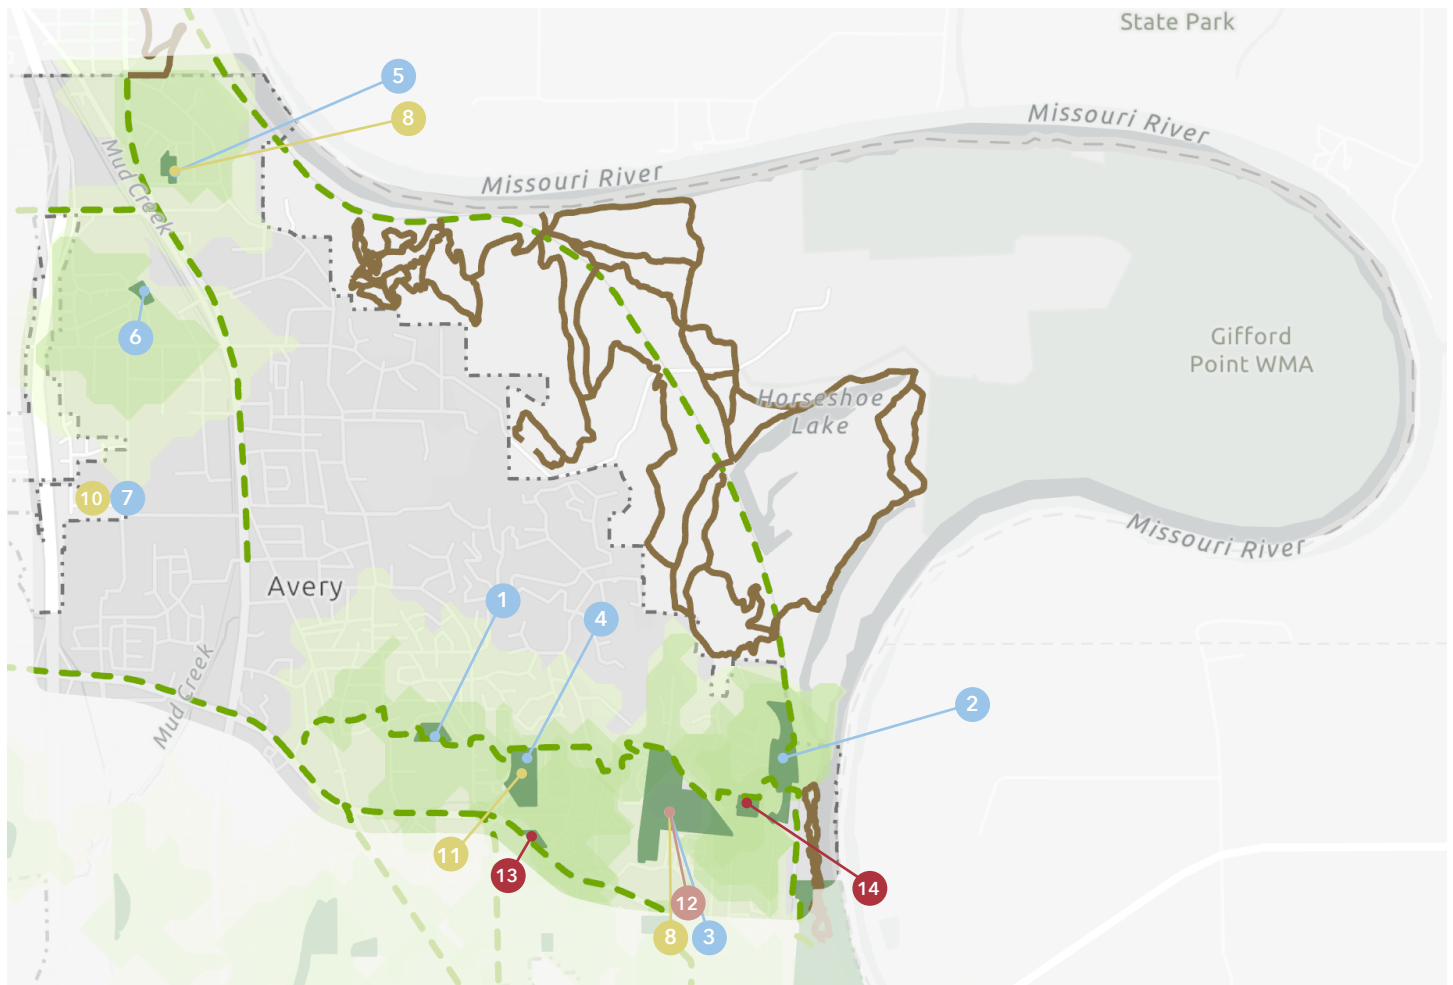 State Park
5
8
Missouri River
Mud Creek
Missouri River
6
Gifford
Point WMA
Horseshoe
Lake
10
7
Missouri River
Avery
1
4
Mud Creek
2
11
13
14
12
8
3